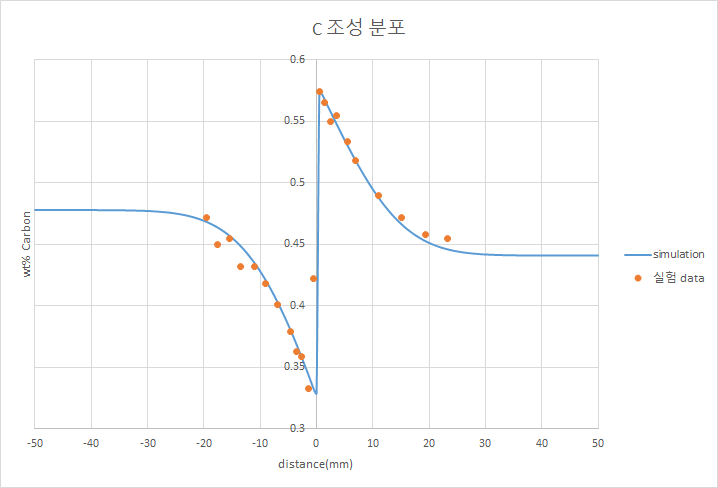 C 조성 분포
0.6
0.55
0.5
0.45
0.4
0.35
0.3
wt% Carbon
-50 -40 -30 -20 -10 0 10 20 30 40 50
distance(mm)
simulation
실험 data